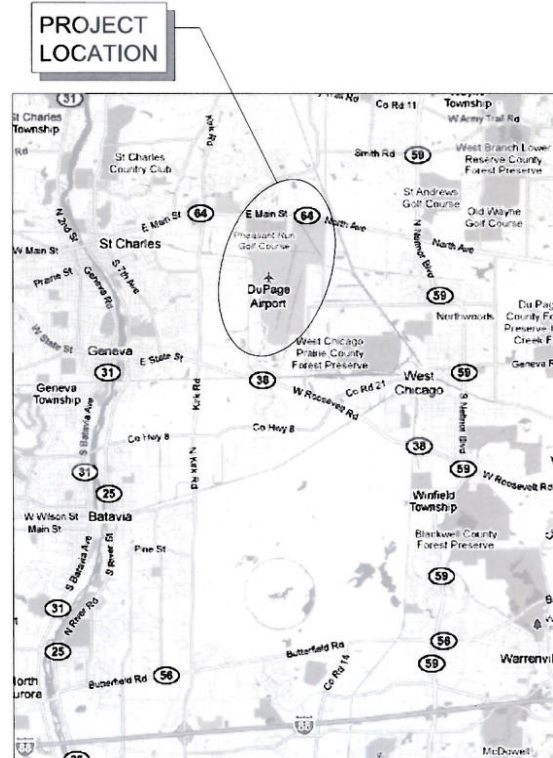 PROJECT
LOCATION
31
St Charles
Township
St Charles
Country Club
Kirk Rd
Co Rd 11
Township
W Army Trail Rd
Smith Rd
59
West Branch Lower
Reserve County
Forest Preserve
St Andrews
Golf Course
Old Wayne
Golf Course
N 2nd St
E Main St
64
E Main St
64
North Ave
North Ave
N Neltnor Blvd
Pheasant Run
Golf Course
W Main St
St Charles
Prairie St
S 7th Ave
Geneva Rd
DuPage
Airport
59
Northwoods
W State St
Geneva
31
E State St
West Chicago
Prairie County
Forest Preserve
Geneva
Township
38
Co Rd 21
West
Chicago
59
Kirk Rd
W Roosevelt Rd
S Neltnor Blvd
S Batavia Ave
Co Hwy 8
Co Hwy 8
38
31
N Kirk Rd
59
W Roosevelt Rd
25
Winfield
Township
W Wilson St
Main St
Batavia
Blackwell County
Forest Preserve
S Batavia Ave
S River St
Pine St
59
31
N River Rd
25
Butterfield Rd
56
59
Co Rd 14
Butterfield Rd
56
88
88
McDowell